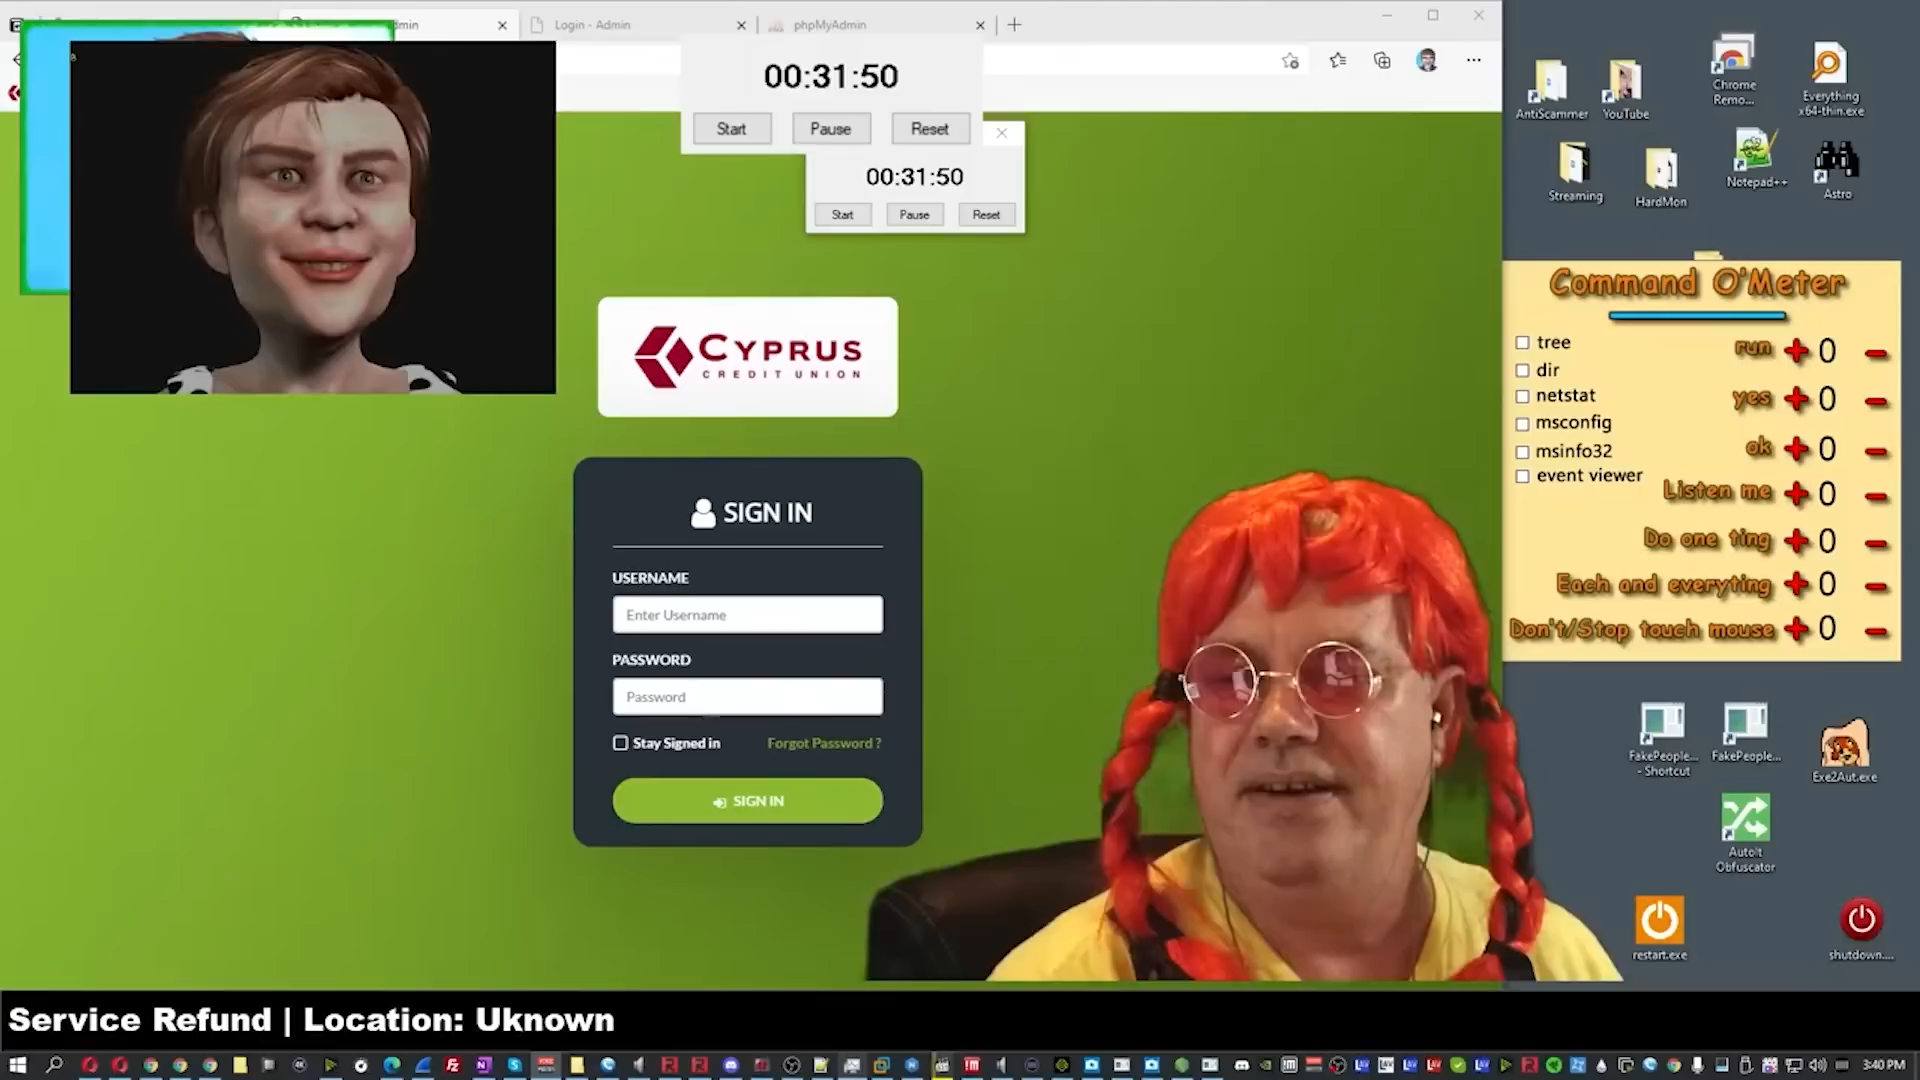 dmin
Login - Admin
phpMyAdmin
00:31:50
Start
Pause
Reset
00:31:50
Start
Pause
Reset
CYPRUS
CREDIT UNION
SIGN IN
USERNAME
Enter Username
PASSWORD
Password
Stay Signed in
Forgot Password ?
SIGN IN
AntiScammer
YouTube
Chrome
Remo...
Everything
x64-thin.exe
Streaming
HardMon
Notepad++
Astro
Command O'Meter
tree
dir
netstat
msconfig
msinfo32
event viewer
run + 0 -
yes + 0 -
ok + 0 -
Listen me + 0 -
Do one ting + 0 -
Each and everyting + 0 -
Don't/Stop touch mouse + 0 -
FakePeople...
- Shortcut
FakePeople...
Exe2Aut.exe
AutoIt
Obfuscator
restart.exe
shutdown....
Service Refund | Location: Uknown
3:40 PM